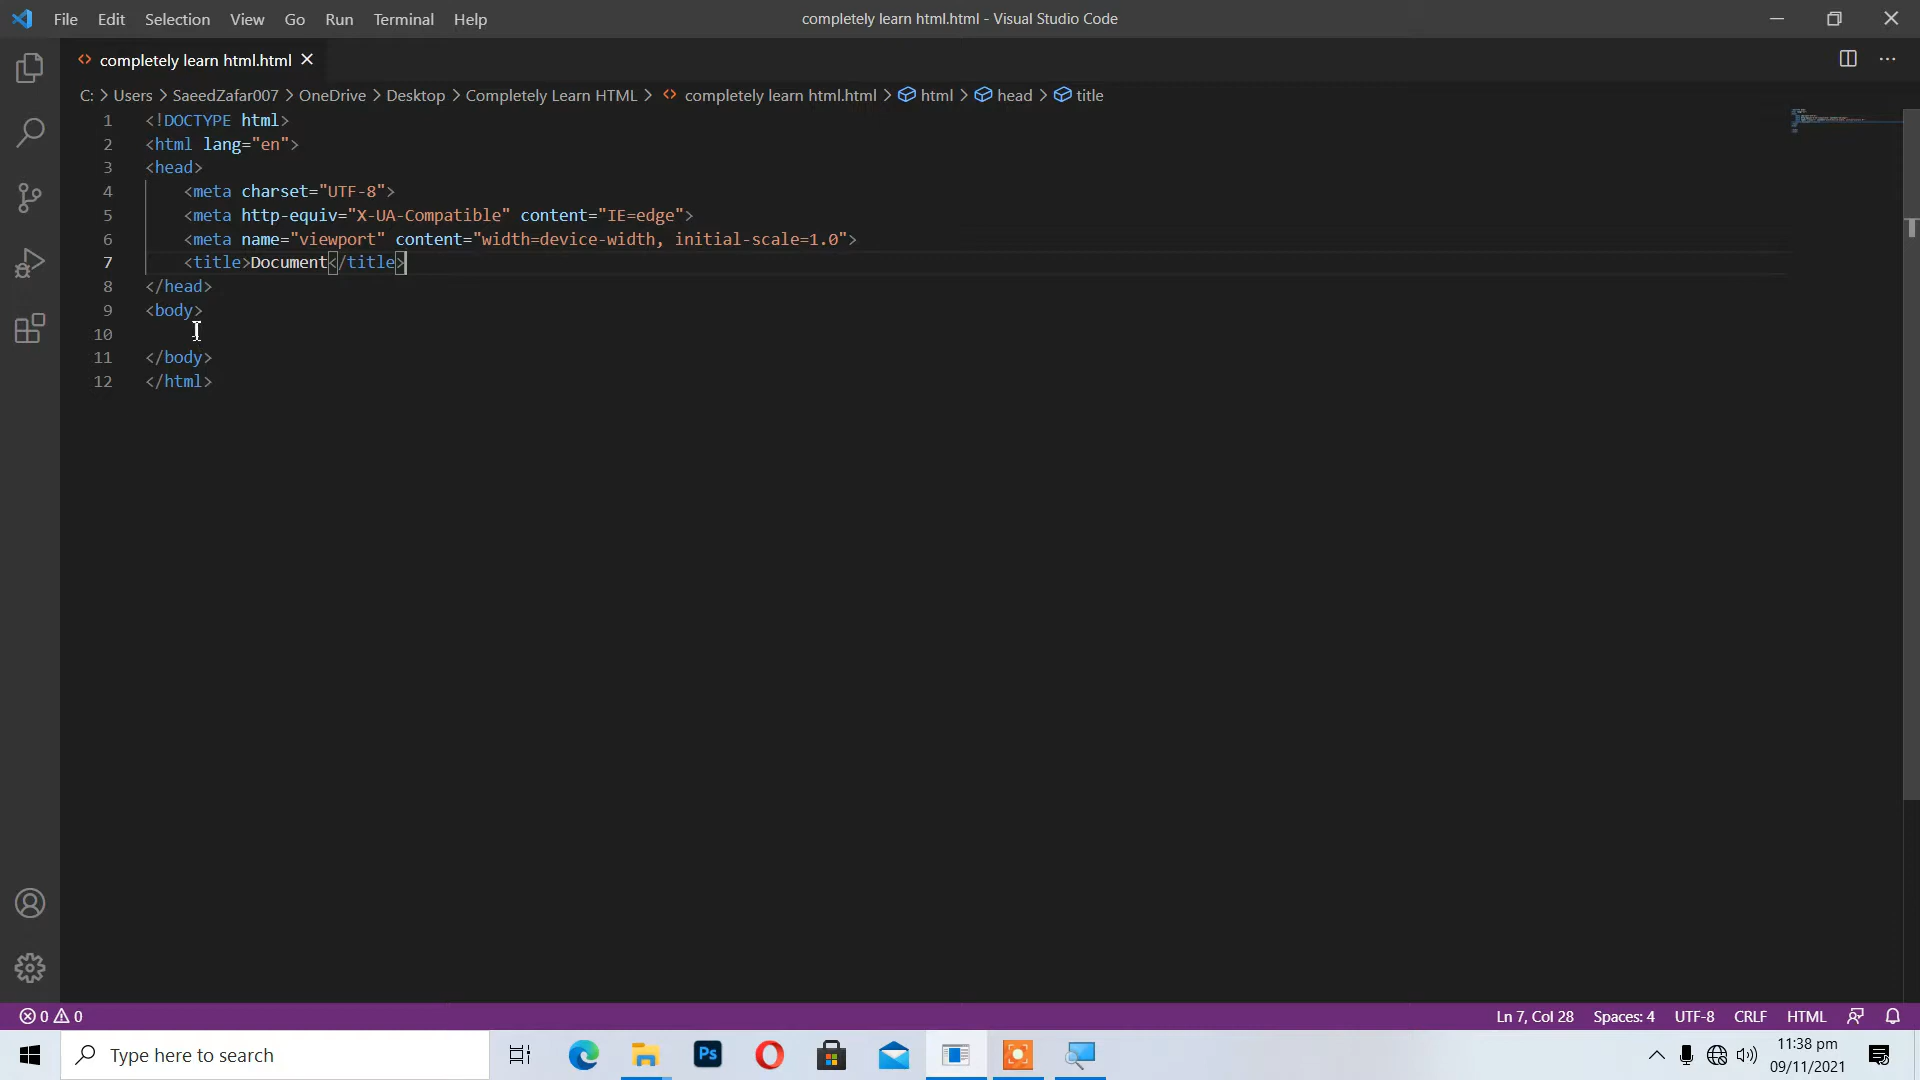 File Edit Selection View Go Run Terminal Help completely learn html.html - Visual Studio Code
completely learn html.html
C: > Users > SaeedZafar007 > OneDrive > Desktop > Completely Learn HTML > completely learn html.html > html > head > title
1 <!DOCTYPE html>
2 <html lang="en">
3 <head>
4 <meta charset="UTF-8">
5 <meta http-equiv="X-UA-Compatible" content="IE=edge">
6 <meta name="viewport" content="width=device-width, initial-scale=1.0">
7 <title>Document</title>
8 </head>
9 <body>
10
11 </body>
12 </html>
0 0 Ln 7, Col 28 Spaces: 4 UTF-8 CRLF HTML
Type here to search Ps 11:38 pm
09/11/2021